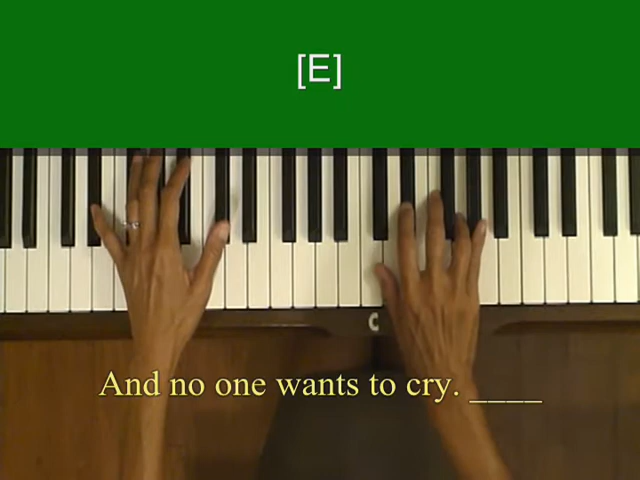 [E]
And no one wants to cry. ____